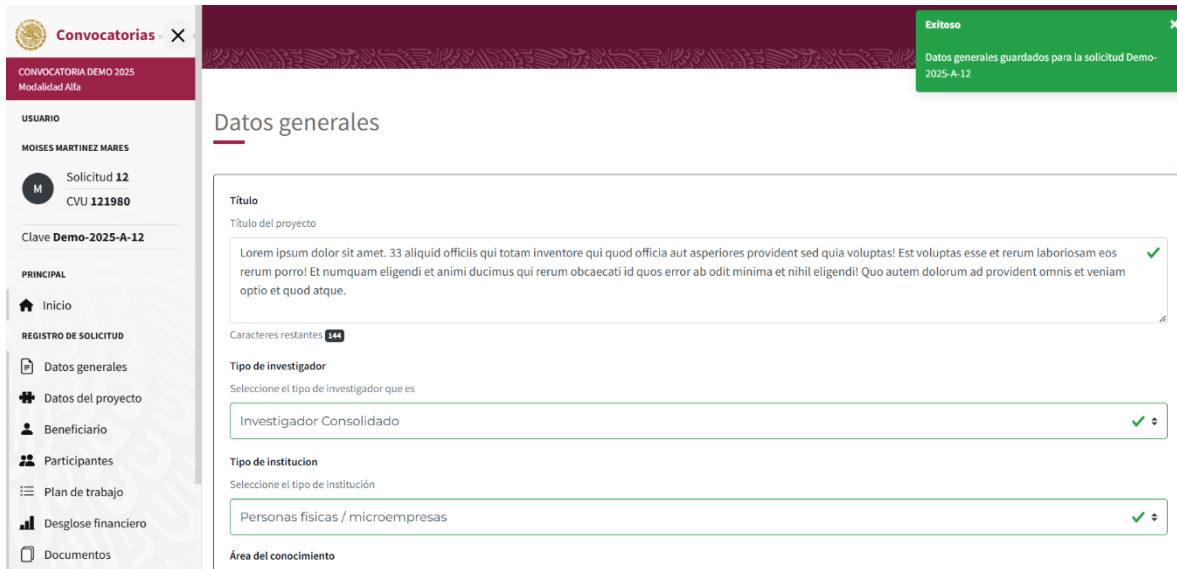 Convocatorias
CONVOCATORIA DEMO 2025
Modalidad Alfa
USUARIO
MOISES MARTINEZ MARES
M
Solicitud 12
CVU 121980
Clave Demo-2025-A-12
PRINCIPAL
Inicio
REGISTRO DE SOLICITUD
Datos generales
Datos del proyecto
Beneficiario
Participantes
Plan de trabajo
Desglose financiero
Documentos
Exitoso
Datos generales guardados para la solicitud Demo-
2025-A-12
Datos generales
Título
Título del proyecto
Lorem ipsum dolor sit amet. 33 aliquid officiis qui totam inventore qui quod officia aut asperiores provident sed quia voluptas! Est voluptas esse et rerum laboriosam eos
rerum porro! Et numquam eligendi et animi ducimus qui rerum obcaecati id quos error ab odit minima et nihil eligendi! Quo autem dolorum ad provident omnis et veniam
optio et quod atque.
Caracteres restantes 144
Tipo de investigador
Seleccione el tipo de investigador que es
Investigador Consolidado
Tipo de institucion
Seleccione el tipo de institución
Personas físicas / microempresas
Área del conocimiento